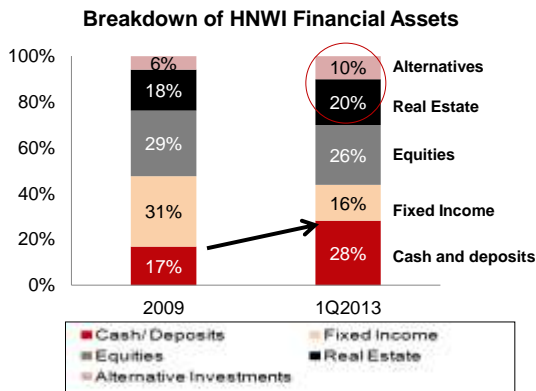 Breakdown of HNWI Financial Assets
100%
80%
60%
40%
20%
0%
6%
18%
29%
31%
17%
10%
20%
26%
16%
28%
Alternatives
Real Estate
Equities
Fixed Income
Cash and deposits
2009 1Q2013
Cash/Deposits Fixed Income
Equities Real Estate
Alternative Investments